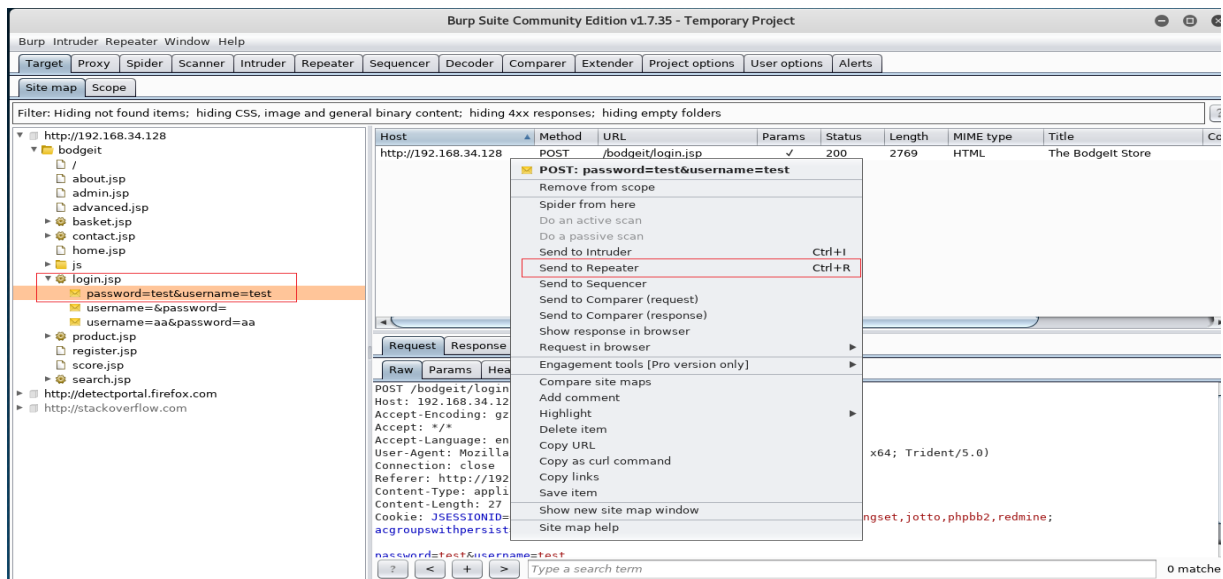 Burp Suite Community Edition v1.7.35 - Temporary Project
Burp Intruder Repeater Window Help
Target Proxy Spider Scanner Intruder Repeater Sequencer Decoder Comparer Extender Project options User options Alerts
Site map Scope
Filter: Hiding not found items; hiding CSS, image and general binary content; hiding 4xx responses; hiding empty folders ?
http://192.168.34.128
bodgeit
/
about.jsp
admin.jsp
advanced.jsp
basket.jsp
contact.jsp
home.jsp
js
login.jsp
password=test&username=test
username=&password=
username=aa&password=aa
product.jsp
register.jsp
score.jsp
search.jsp
http://detectportal.firefox.com
http://stackoverflow.com
Host Method URL Params Status Length MIME type Title Co
http://192.168.34.128 POST /bodgeit/login.jsp ✓ 200 2769 HTML The BodgeIt Store
POST: password=test&username=test
Remove from scope
Spider from here
Do an active scan
Do a passive scan
Send to Intruder Ctrl+I
Send to Repeater Ctrl+R
Send to Sequencer
Send to Comparer (request)
Send to Comparer (response)
Show response in browser
Request in browser
Engagement tools [Pro version only]
Compare site maps
Add comment
Highlight
Delete item
Copy URL
Copy as curl command
Copy links
Save item
Show new site map window
Site map help
Request Response
Raw Params Hea
POST /bodgeit/login
Host: 192.168.34.12
Accept-Encoding: gz
Accept: */*
Accept-Language: en
User-Agent: Mozilla x64; Trident/5.0)
Connection: close
Referer: http://192
Content-Type: appli
Content-Length: 27
Cookie: JSESSIONID= ngset,jotto,phpbb2,redmine;
acgroupswithpersist
password=test&username=test
? < + > Type a search term 0 matche